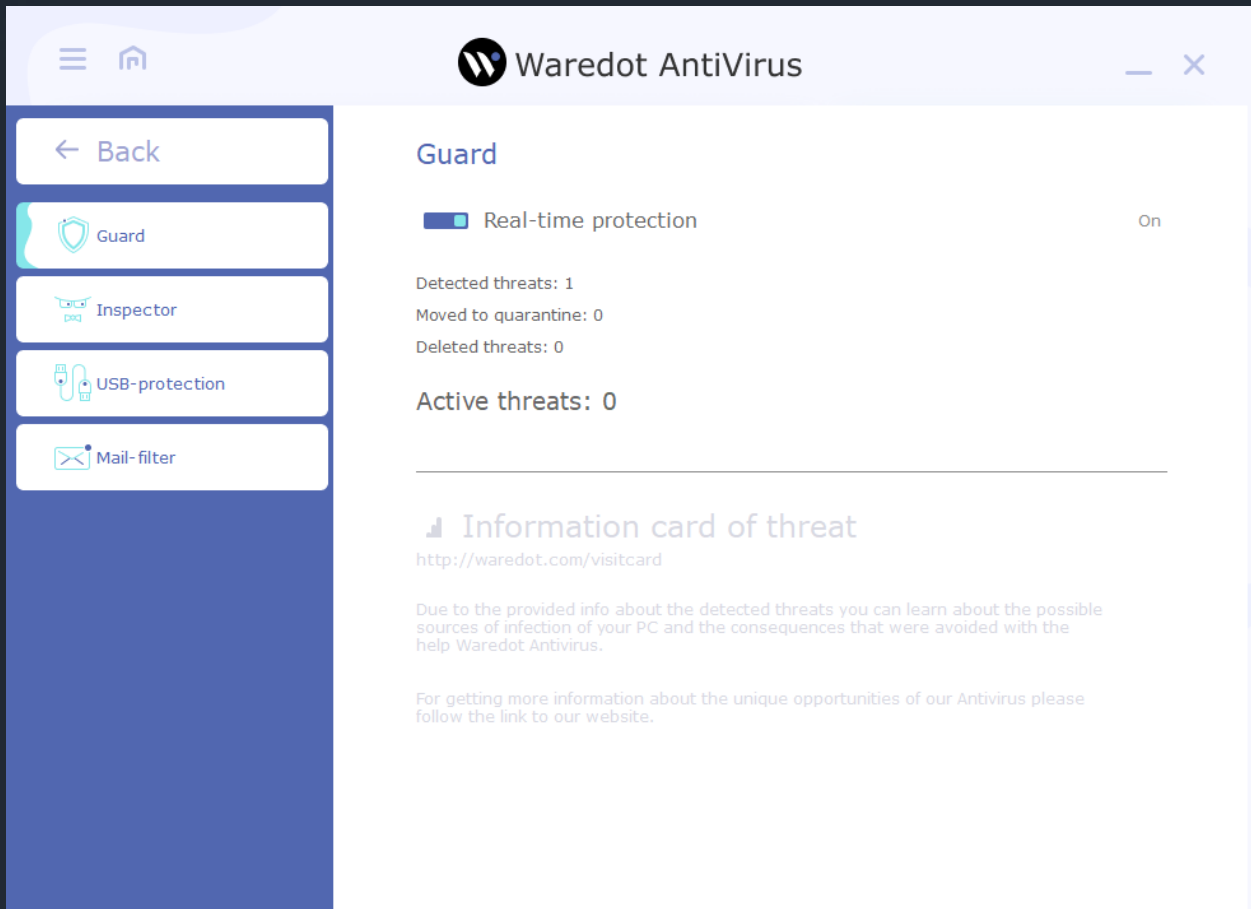 Waredot AntiVirus
Back
Guard
Inspector
USB-protection
Mail-filter
Guard
Real-time protection
On
Detected threats: 1
Moved to quarantine: 0
Deleted threats: 0
Active threats: 0
Information card of threat
http://waredot.com/visitcard
Due to the provided info about the detected threats you can learn about the possible
sources of infection of your PC and the consequences that were avoided with the
help Waredot Antivirus.
For getting more information about the unique opportunities of our Antivirus please
follow the link to our website.